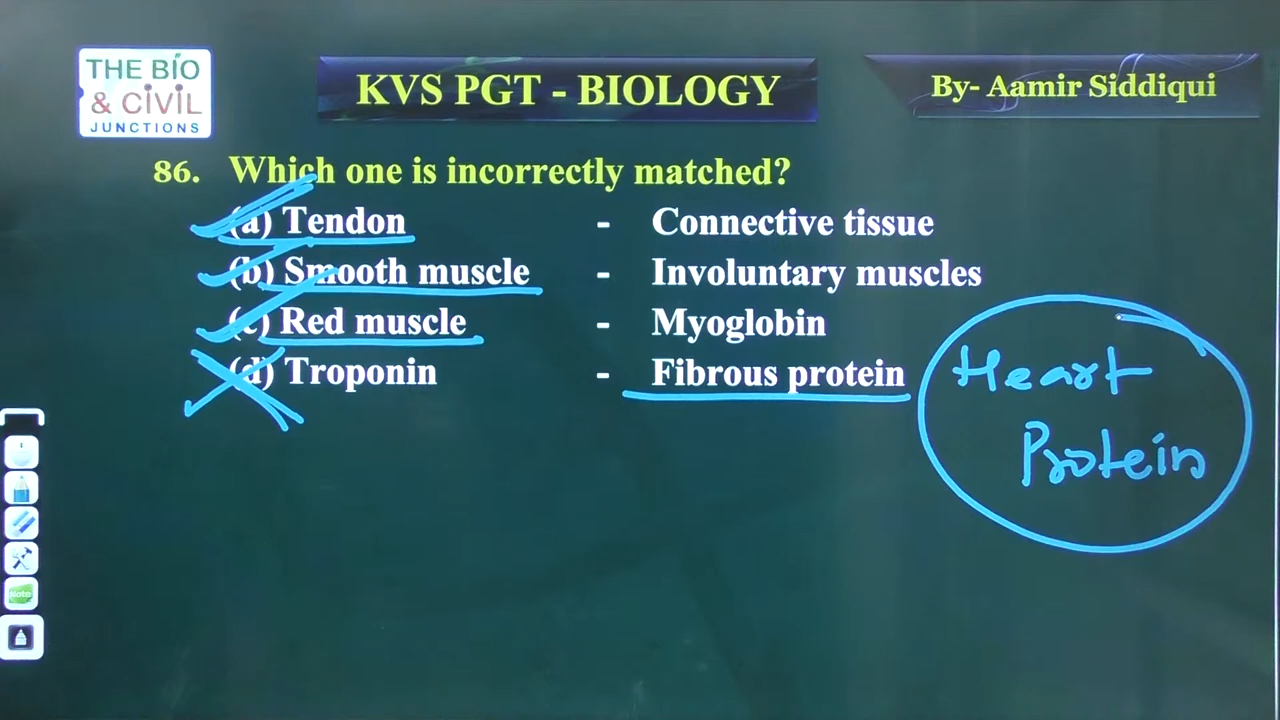 THE BIO
& CIVIL
JUNCTIONS
KVS PGT - BIOLOGY
By- Aamir Siddiqui
86. Which one is incorrectly matched?
(a) Tendon - Connective tissue
(b) Smooth muscle - Involuntary muscles
(c) Red muscle - Myoglobin
(d) Troponin - Fibrous protein
Heart
Protein
Note